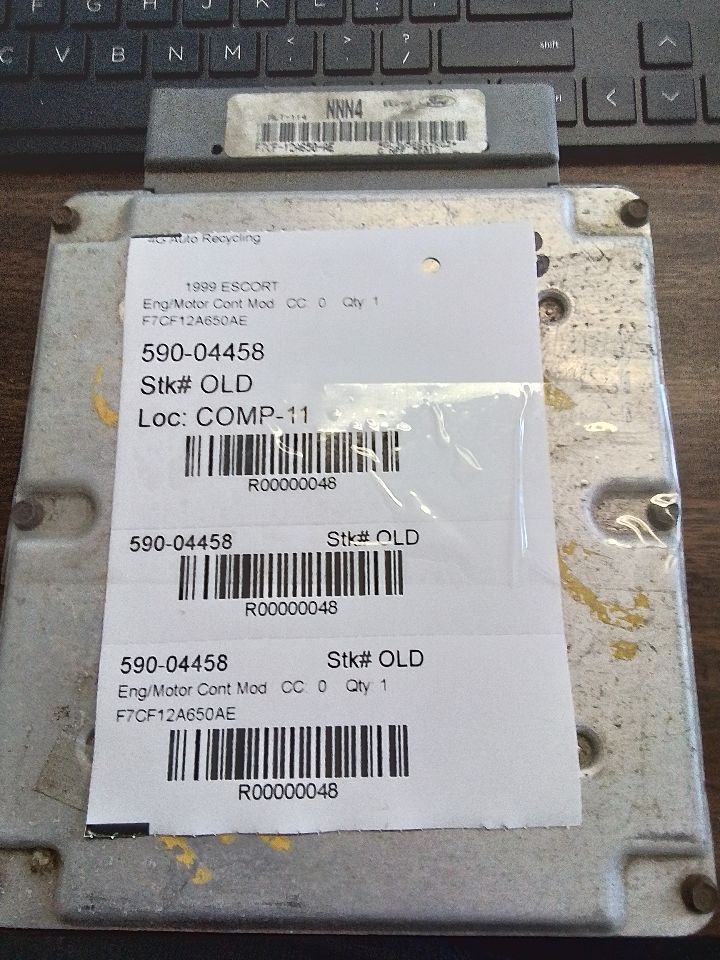 F G H J K L
C V B N M < , > . ? /
shift
NNN4
F7CF-12A650-AE
4G Auto Recycling
1999 ESCORT
Eng/Motor Cont Mod CC: 0 Qty 1
F7CF12A650AE
590-04458
Stk# OLD
Loc: COMP-11
R00000048
590-04458 Stk# OLD
R00000048
590-04458 Stk# OLD
Eng/Motor Cont Mod CC: 0 Qty 1
F7CF12A650AE
R00000048